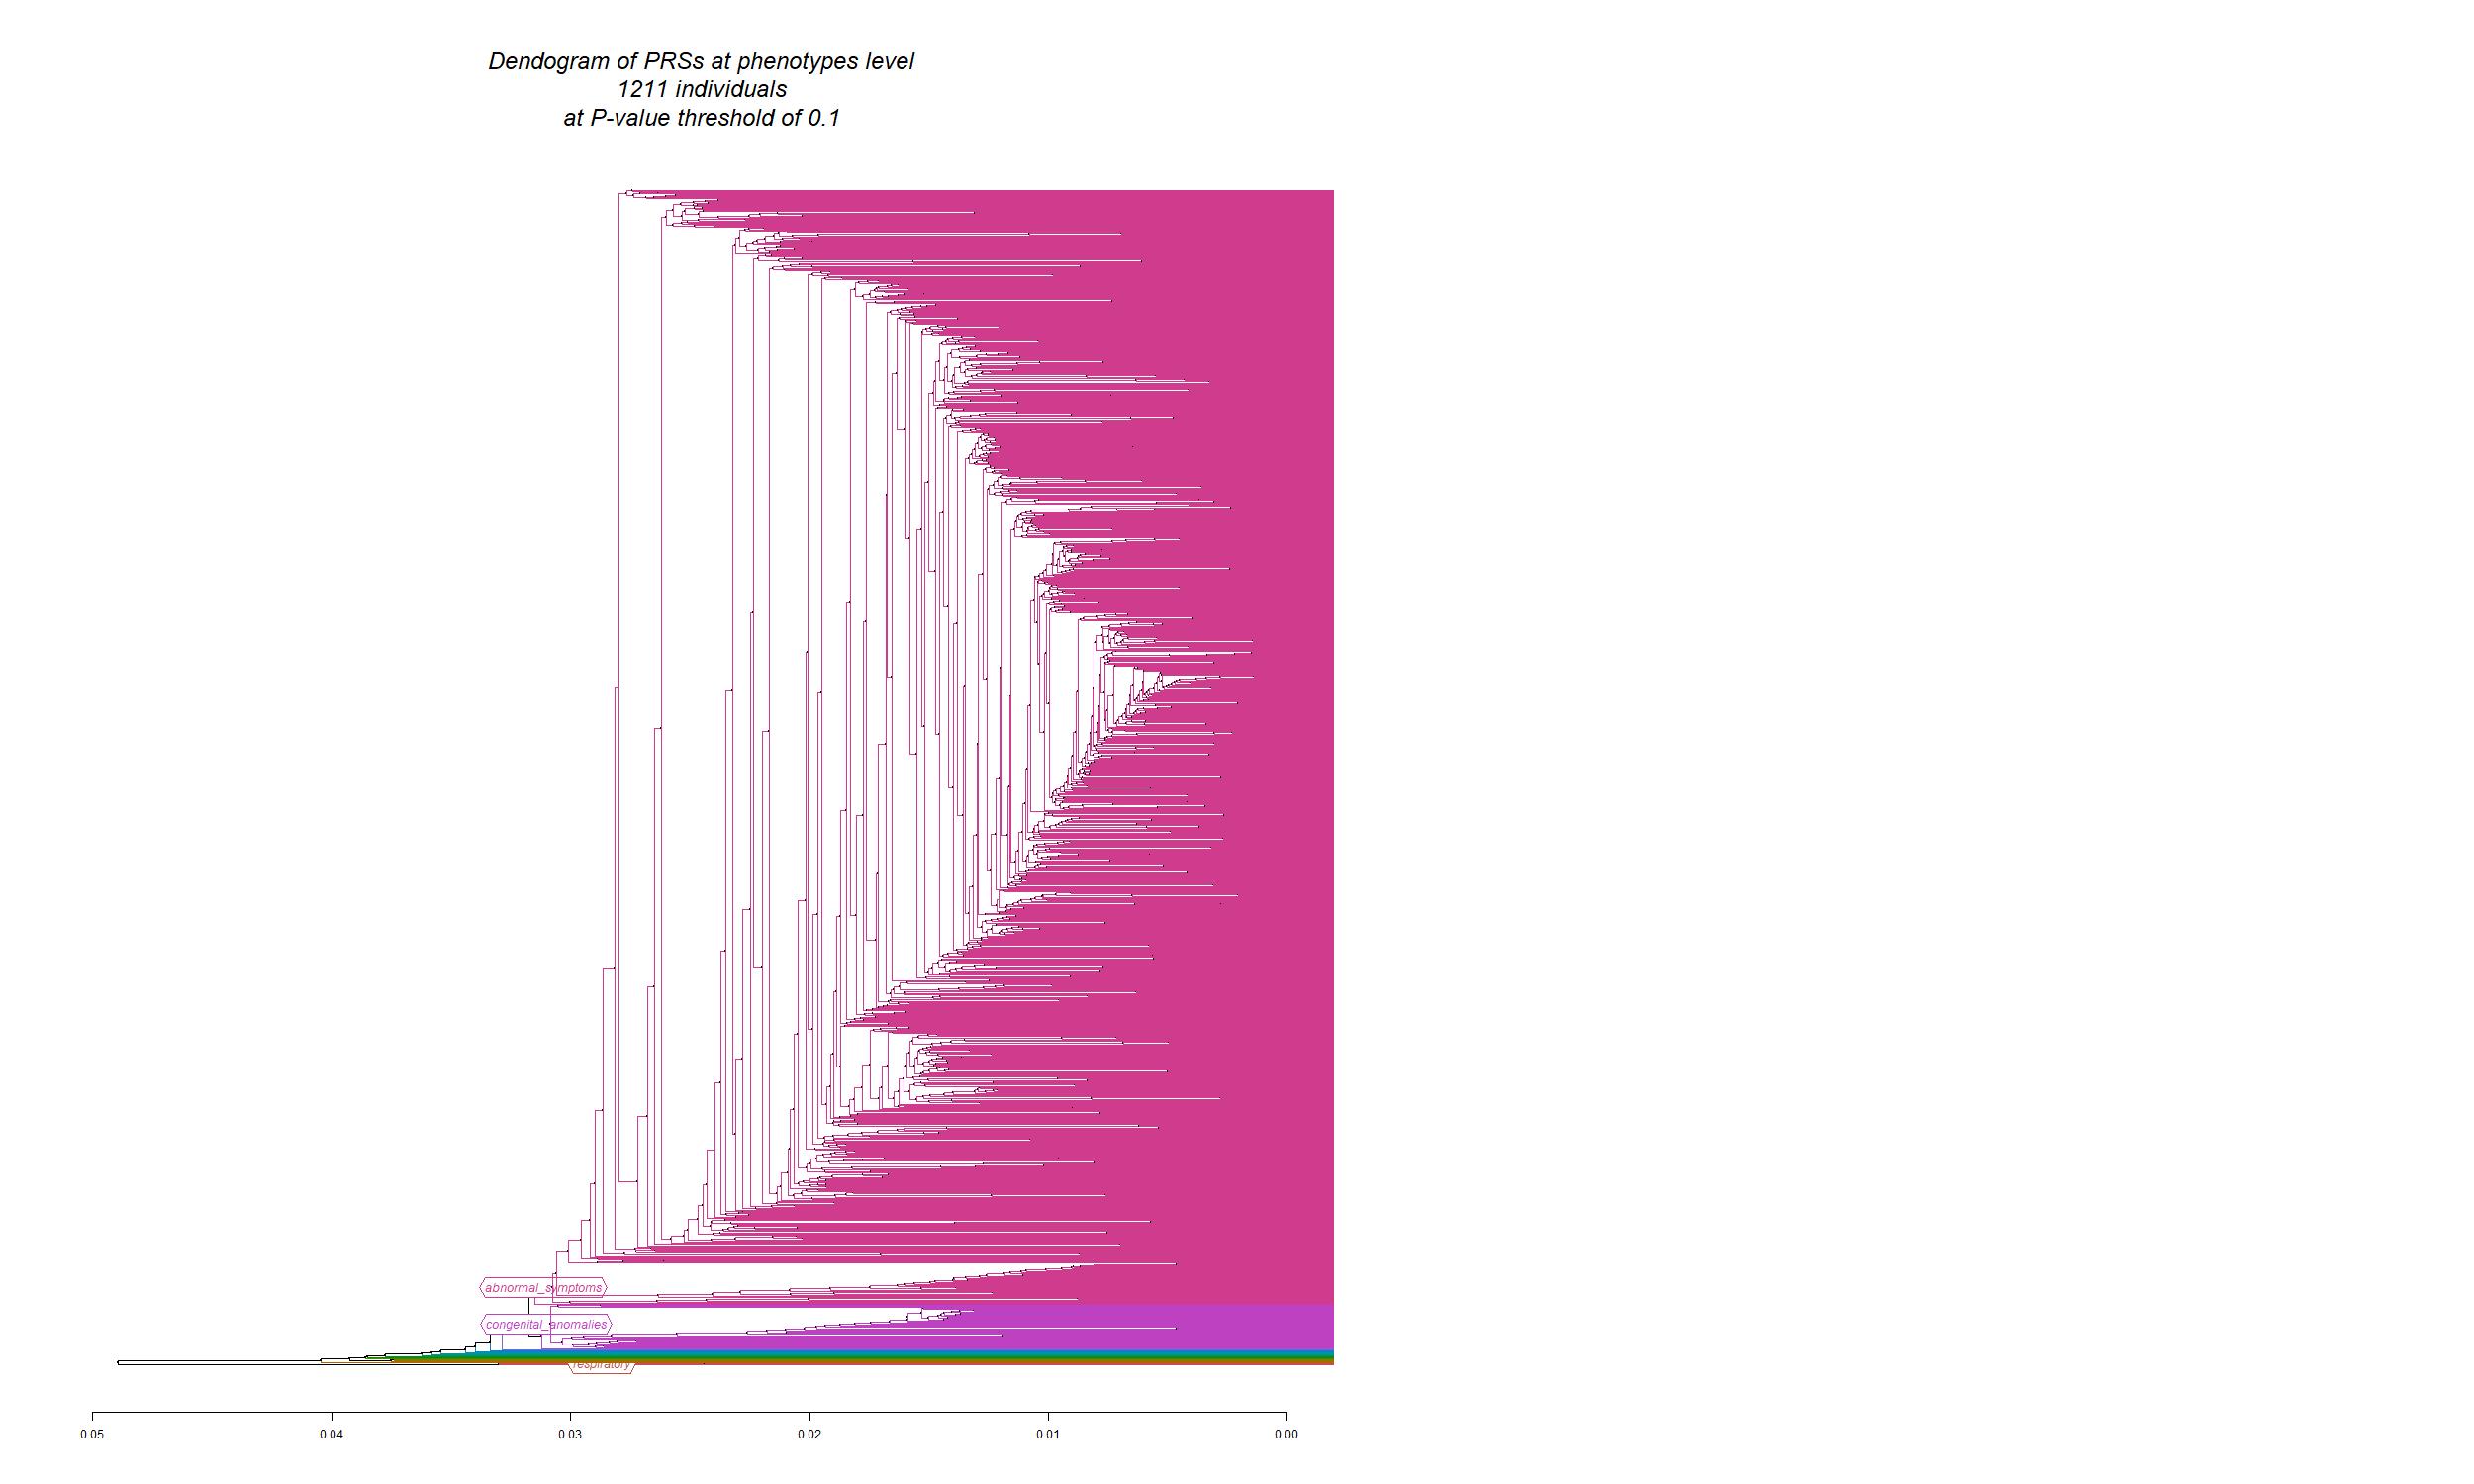 Dendogram of PRSs at phenotypes level
1211 individuals
at P-value threshold of 0.1
abnormal_symptoms
congenital_anomalies
respiratory
0.05 0.04 0.03 0.02 0.01 0.00